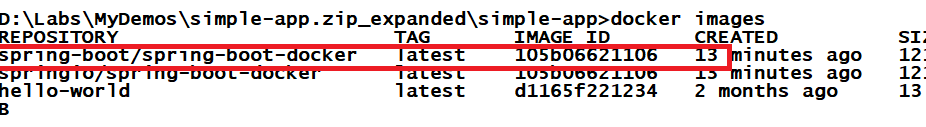 D:\Labs\MyDemos\simple-app.zip_expanded\simple-app>docker images
REPOSITORY TAG IMAGE ID CREATED SIZ
spring-boot/spring-boot-docker latest 105b06621106 13 minutes ago 121
springio/spring-boot-docker latest 105b06621106 13 minutes ago 121
hello-world latest d1165f221234 2 months ago 13
B